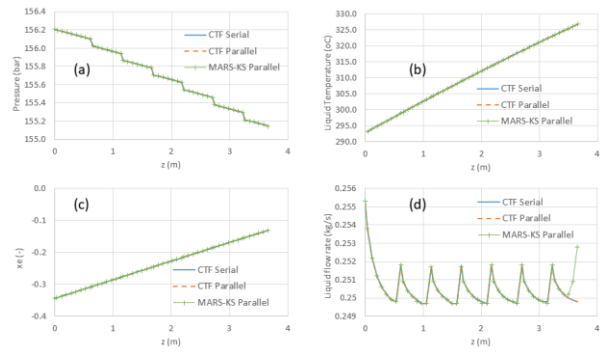 156.4
156.2
156.0
155.8
155.6
155.4
155.2
155.0
Pressure (bar)
0 1 2 3 4
z (m)
(a)
CTF Serial
CTF Parallel
MARS-KS Parallel
330.0
325.0
320.0
315.0
310.0
305.0
300.0
295.0
290.0
Liquid Temperature (oC)
0 1 2 3 4
z (m)
(b)
CTF Serial
CTF Parallel
MARS-KS Parallel
0.0
-0.1
-0.2
-0.3
-0.4
xe (-)
0 1 2 3 4
z (m)
(c)
CTF Serial
CTF Parallel
MARS-KS Parallel
0.256
0.255
0.253
0.252
0.250
0.249
Liquid flow rate (kg/s)
0 1 2 3 4
z (m)
(d)
CTF Serial
CTF Parallel
MARS-KS Parallel